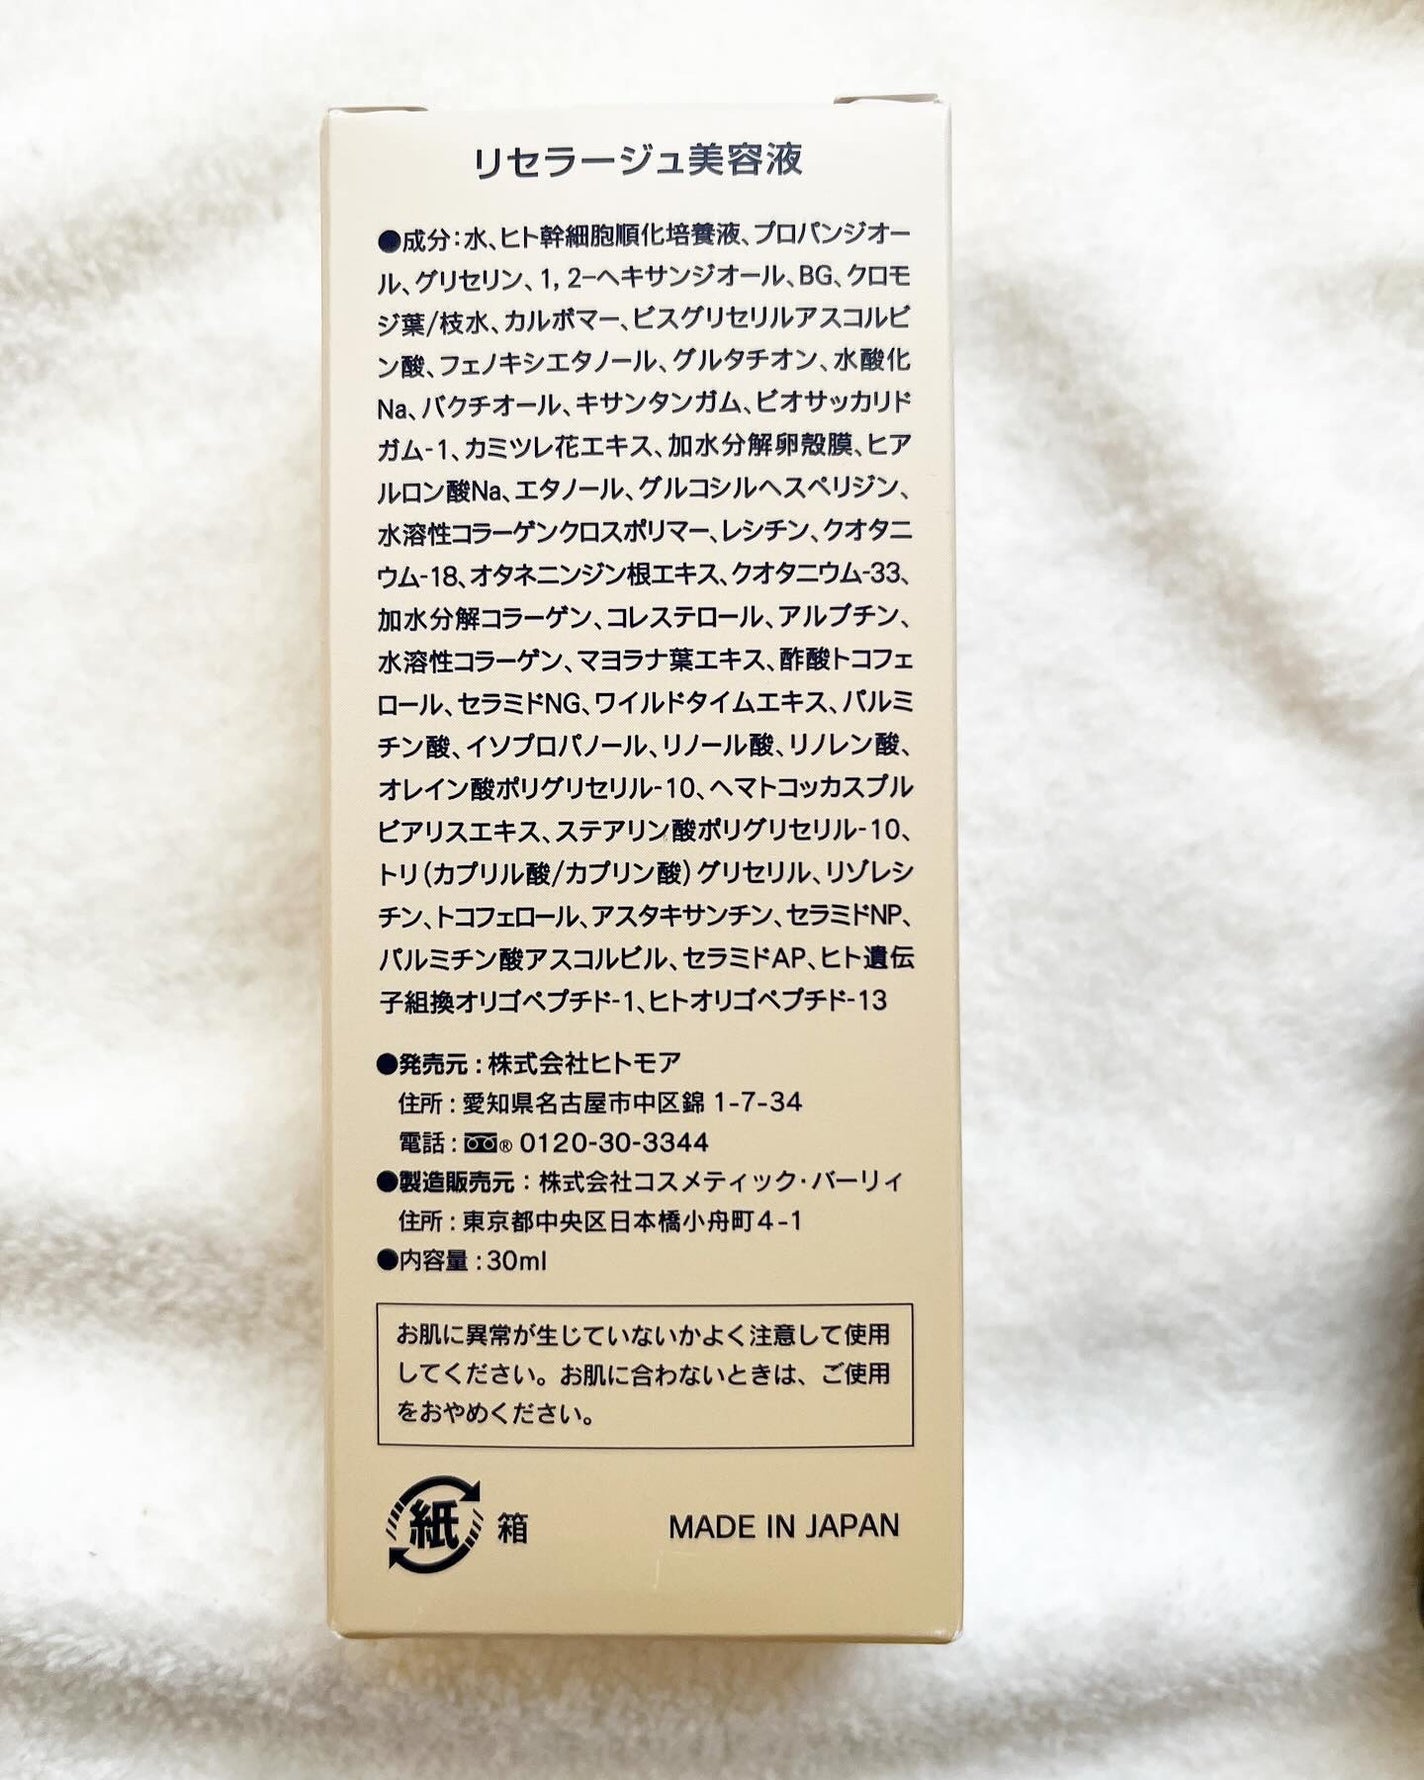 リセラージュ美容液
●成分：水、ヒト幹細胞順化培養液、プロパンジオー
ル、グリセリン、1，2-ヘキサンジオール、BG、クロモ
ジ葉/枝水、カルボマー、ビスグリセリルアスコルビ
ン酸、フェノキシエタノール、グルタチオン、水酸化
Na、バクチオール、キサンタンガム、ビオサッカリド
ガム-1、カミツレ花エキス、加水分解卵殻膜、ヒア
ルロン酸Na、エタノール、グルコシルヘスペリジン、
水溶性コラーゲンクロスポリマー、レシチン、クオタニ
ウム-18、オタネニンジン根エキス、クオタニウム-33、
加水分解コラーゲン、コレステロール、アルブチン、
水溶性コラーゲン、マヨラナ葉エキス、酢酸トコフェ
ロール、セラミドNG、ワイルドタイムエキス、パルミ
チン酸、イソプロパノール、リノール酸、リノレン酸、
オレイン酸ポリグリセリル-10、ヘマトコッカスプル
ビアリスエキス、ステアリン酸ポリグリセリル-10、
トリ（カプリル酸/カプリン酸）グリセリル、リゾレシ
チン、トコフェロール、アスタキサンチン、セラミドNP、
パルミチン酸アスコルビル、セラミドAP、ヒト遺伝
子組換オリゴペプチド-1、ヒトオリゴペプチド-13
●発売元：株式会社ヒトモア
住所：愛知県名古屋市中区錦 1-7-34
電話：® 0120-30-3344
●製造販売元：株式会社コスメティック・バーリィ
住所：東京都中央区日本橋小舟町4-1
●内容量：30ml
お肌に異常が生じていないかよく注意して使用
してください。お肌に合わないときは、ご使用
をおやめください。
紙 箱
MADE IN JAPAN